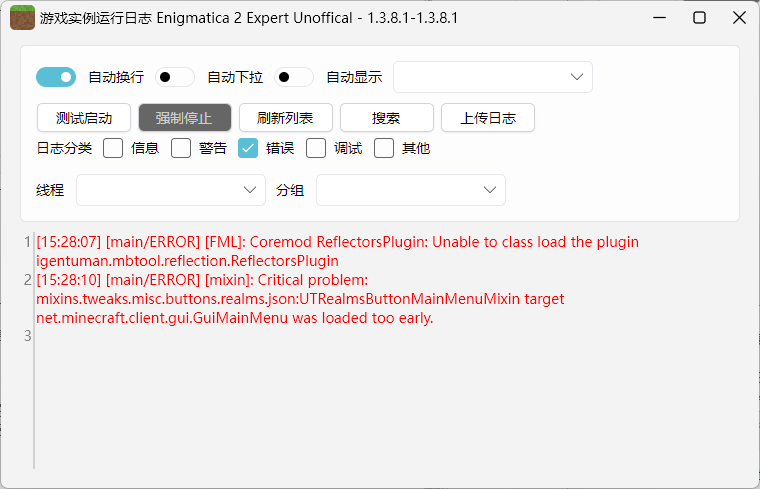 游戏实例运行日志 Enigmatica 2 Expert Unoffical - 1.3.8.1-1.3.8.1
自动换行 自动下拉 自动显示
测试启动 强制停止 刷新列表 搜索 上传日志
日志分类 信息 警告 错误 调试 其他
线程 分组
1 [15:28:07] [main/ERROR] [FML]: Coremod ReflectorsPlugin: Unable to class load the plugin
igentuman.mbtool.reflection.ReflectorsPlugin
2 [15:28:10] [main/ERROR] [mixin]: Critical problem:
mixins.tweaks.misc.buttons.realms.json:UTRealmsButtonMainMenuMixin target
net.minecraft.client.gui.GuiMainMenu was loaded too early.
3